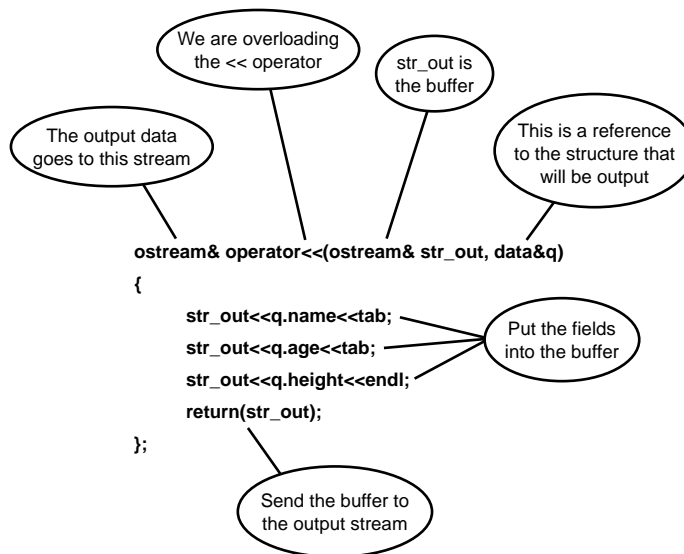 We are overloading
the << operator
str_out is
the buffer
The output data
goes to this stream
This is a reference
to the structure that
will be output
ostream& operator<<(ostream& str_out, data&q)
{
str_out<<q.name<<tab;
str_out<<q.age<<tab;
str_out<<q.height<<endl;
return(str_out);
};
Put the fields
into the buffer
Send the buffer to
the output stream